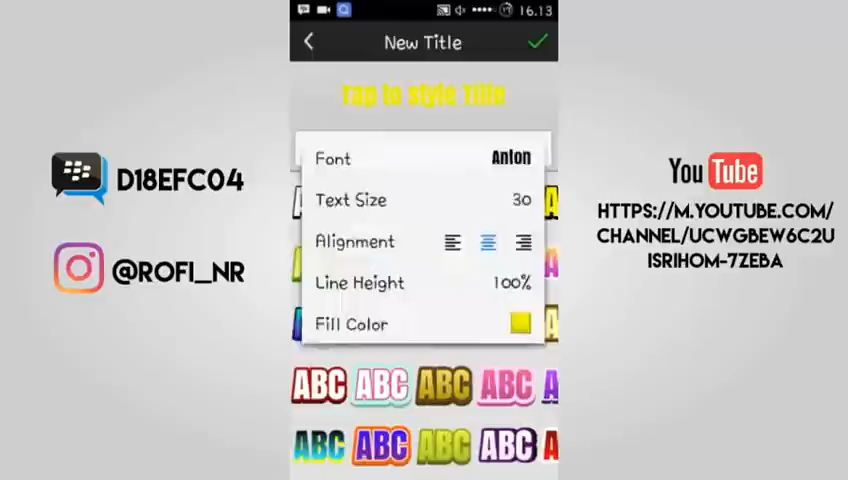 16.13
New Title
Tap to style Title
Font Anton
Text Size 30
Alignment
Line Height 100%
Fill Color
ABC ABC ABC ABC A
ABC ABC ABC ABC A
D18EFC04
@ROFI_NR
YouTube
HTTPS://M.YOUTUBE.COM/
CHANNEL/UCWGBEW6C2U
ISRIHOM-7ZEBA